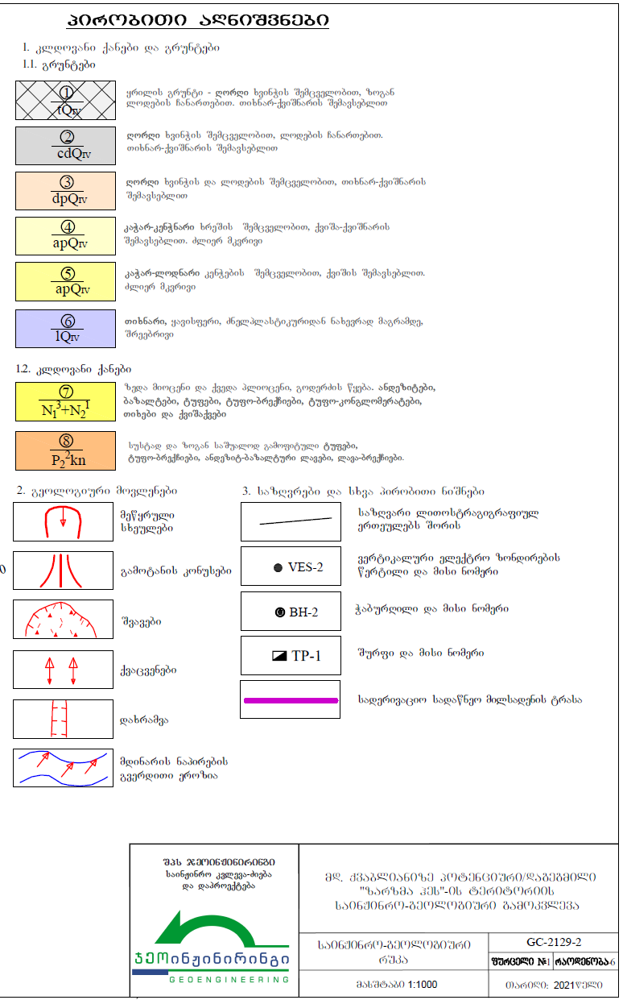 პირობითი აღნიშვნები
1. კლდოვანი ქანები და გრუნტები
1.1. გრუნტები
1
tQIV
ყრილის გრუნტი - ღორღი ხვინჭის შემცველობით, ზოგან
ლოდების ჩანართებით. თიხნარ-ქვიშნარის შემავსებლით
2
cdQIV
ღორღი ხვინჭის შემცველობით, ლოდების ჩანართებით.
თიხნარ-ქვიშნარის შემავსებლით
3
dpQIV
ღორღი ხვინჭის და ლოდების შემცველობით, თიხნარ-ქვიშნარის
შემავსებლით
4
apQIV
კაჭარ-კენჭნარი ხრეშის შემცველობით, ქვიშა-ქვიშნარის
შემავსებლით. ძლიერ მკვრივი
5
apQIV
კაჭარ-ლოდნარი კენჭების შემცველობით, ქვიშის შემავსებლით.
ძლიერ მკვრივი
6
lQIV
თიხნარი, ყავისფერი, ძნელპლასტიკურიდან ნახევრად მაგრამდე,
შრეებრივი
1.2. კლდოვანი ქანები
7
N₁³+N₂¹
ზედა მიოცენი და ქვედა პლიოცენი, გოდერძის წყება. ანდეზიტები,
ბაზალტები, ტუფები, ტუფო-ბრექჩიები, ტუფო-კონგლომერატები,
თიხები და ქვიშაქვები
8
P₂²kn
სუსტად და ზოგან საშუალოდ გამოფიტული ტუფები,
ტუფო-ბრექჩიები, ანდეზიტ-ბაზალტური ლავები, ლავა-ბრექჩიები.
2. გეოლოგიური მოვლენები
მეწყრული
სხეულები
გამოტანის კონუსები
შვავები
ქვაცვენები
დახრამვა
მდინარის ნაპირების
გვერდითი ეროზია
3. საზღვრები და სხვა პირობითი ნიშნები
საზღვარი ლითოსტრატიგრაფიულ
ერთეულებს შორის
VES-2
ვერტიკალური ელექტრო ზონდირების
წერტილი და მისი ნომერი
BH-2
ჭაბურღილი და მისი ნომერი
TP-1
შურფი და მისი ნომერი
სადერივაციო სადაწნეო მილსადენის ტრასა
შპს ჯეოინჟინირინგი
საინჟინრო კვლევა-ძიება
და დაპროექტება
ჯეოინჟინირინგი
GEOENGINEERING
მდ. ქვაბლიანზე პოტენციური/დაგეგმილი
"ზარზმა ჰეს"-ის ტერიტორიის
საინჟინრო-გეოლოგიური გამოკვლევა
საინჟინრო-გეოლოგიური
რუკა
მასშტაბი 1:1000
GC-2129-2
ფურცელი №1 რაოდენობა-6
თარიღი: 2021წელი